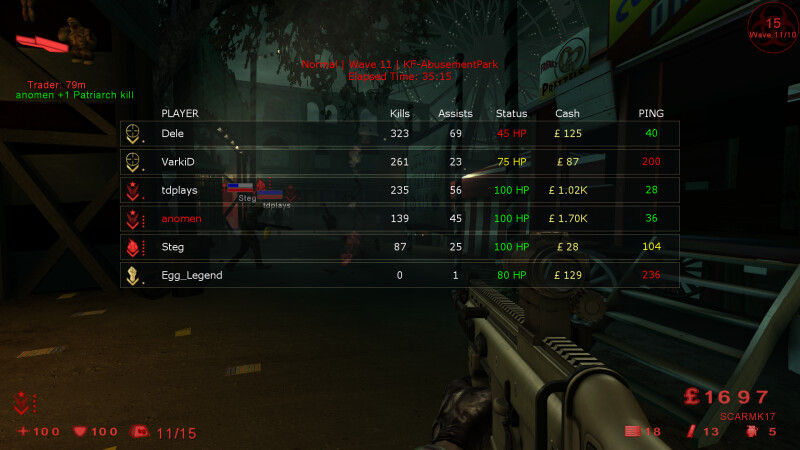 15
Wave 11/10
Normal | Wave 11 | KF-AbusementPark
Elapsed Time: 35:15
Trader: 79m
anomen +1 Patriarch kill
PRETZELS
PLAYER Kills Assists Status Cash PING
Dele 323 69 45 HP £ 125 40
VarkiD 261 23 75 HP £ 87 200
tdplays 235 56 100 HP £ 1.02K 28
Steg
tdplays
anomen 139 45 100 HP £ 1.70K 36
Steg 87 25 100 HP £ 28 104
Egg_Legend 0 1 80 HP £ 129 236
£1697
SCARMK17
100 100 11/15 18 13 5